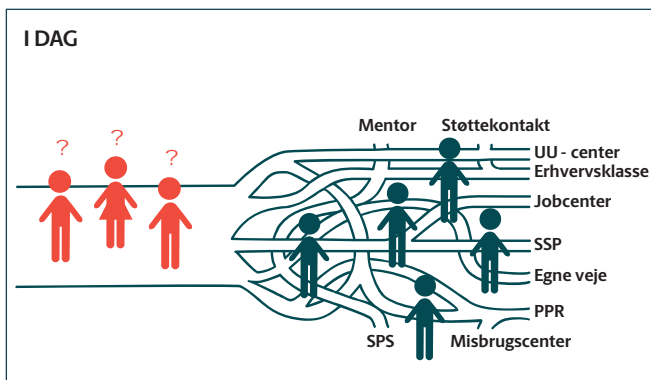 I DAG
?
?
?
Mentor
Støttekontakt
UU - center
Erhvervsklasse
Jobcenter
SSP
Egne veje
PPR
SPS
Misbrugscenter